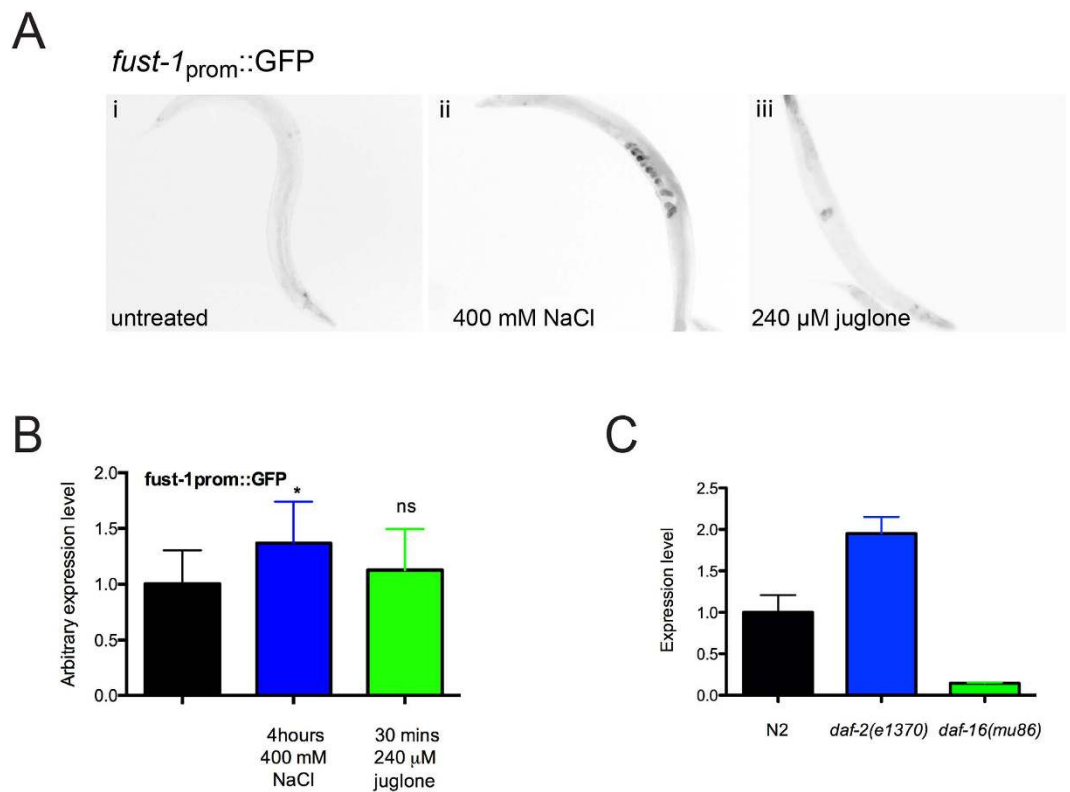 A
fust-1prom::GFP
i
ii
iii
untreated
400 mM NaCl
240 µM juglone
B
fust-1prom::GFP
*
ns
Arbitrary expression level
2.0
1.5
1.0
0.5
0.0
4hours
400 mM
NaCl
30 mins
240 µM
juglone
C
Expression level
2.5
2.0
1.5
1.0
0.5
0.0
N2
daf-2(e1370)
daf-16(mu86)